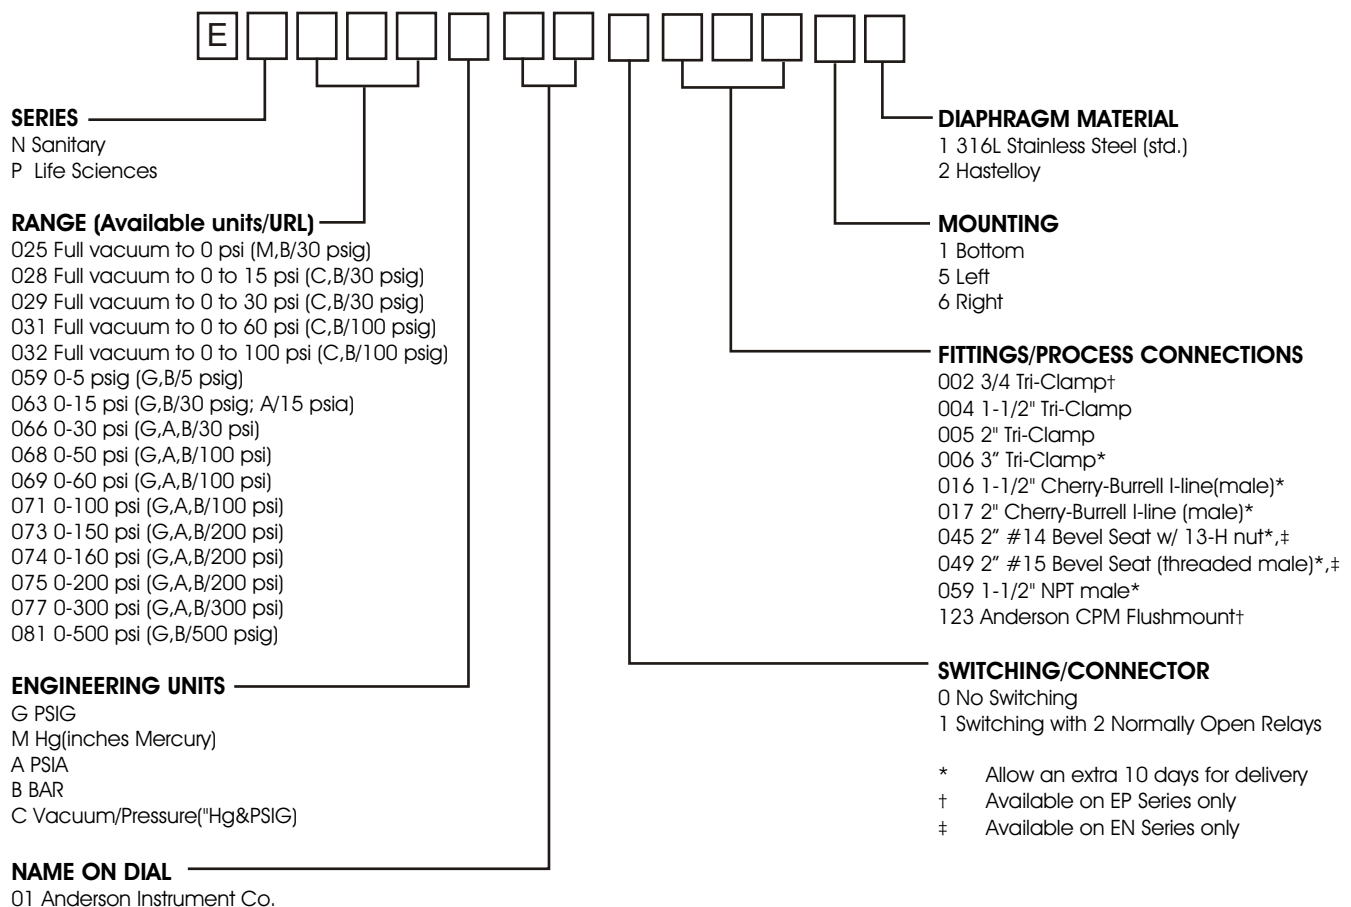 E
SERIES
N Sanitary
P Life Sciences
RANGE (Available units/URL)
025 Full vacuum to 0 psi (M,B/30 psig)
028 Full vacuum to 0 to 15 psi (C,B/30 psig)
029 Full vacuum to 0 to 30 psi (C,B/30 psig)
031 Full vacuum to 0 to 60 psi (C,B/100 psig)
032 Full vacuum to 0 to 100 psi (C,B/100 psig)
059 0-5 psig (G,B/5 psig)
063 0-15 psi (G,B/30 psig; A/15 psia)
066 0-30 psi (G,A,B/30 psi)
068 0-50 psi (G,A,B/100 psi)
069 0-60 psi (G,A,B/100 psi)
071 0-100 psi (G,A,B/100 psi)
073 0-150 psi (G,A,B/200 psi)
074 0-160 psi (G,A,B/200 psi)
075 0-200 psi (G,A,B/200 psi)
077 0-300 psi (G,A,B/300 psi)
081 0-500 psi (G,B/500 psig)
ENGINEERING UNITS
G PSIG
M Hg(inches Mercury)
A PSIA
B BAR
C Vacuum/Pressure("Hg&PSIG)
NAME ON DIAL
01 Anderson Instrument Co.
DIAPHRAGM MATERIAL
1 316L Stainless Steel (std.)
2 Hastelloy
MOUNTING
1 Bottom
5 Left
6 Right
FITTINGS/PROCESS CONNECTIONS
002 3/4 Tri-Clamp†
004 1-1/2" Tri-Clamp
005 2" Tri-Clamp
006 3” Tri-Clamp*
016 1-1/2" Cherry-Burrell I-line(male)*
017 2" Cherry-Burrell I-line (male)*
045 2” #14 Bevel Seat w/ 13-H nut*,‡
049 2” #15 Bevel Seat (threaded male)*,‡
059 1-1/2" NPT male*
123 Anderson CPM Flushmount†
SWITCHING/CONNECTOR
0 No Switching
1 Switching with 2 Normally Open Relays
* Allow an extra 10 days for delivery
† Available on EP Series only
‡ Available on EN Series only